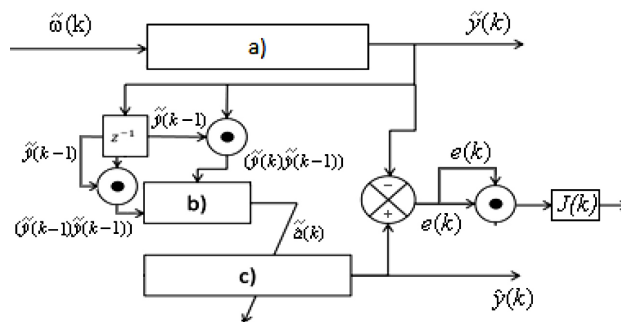 ω̃(k)
a)
ỹ(k)
z⁻¹
ỹ(k−1)
ỹ(k−1)
(ỹ(k)ỹ(k−1))
b)
(ỹ(k−1)ỹ(k−1))
ã(k)
−
+
e(k)
e(k)
J(k)
c)
ŷ(k)